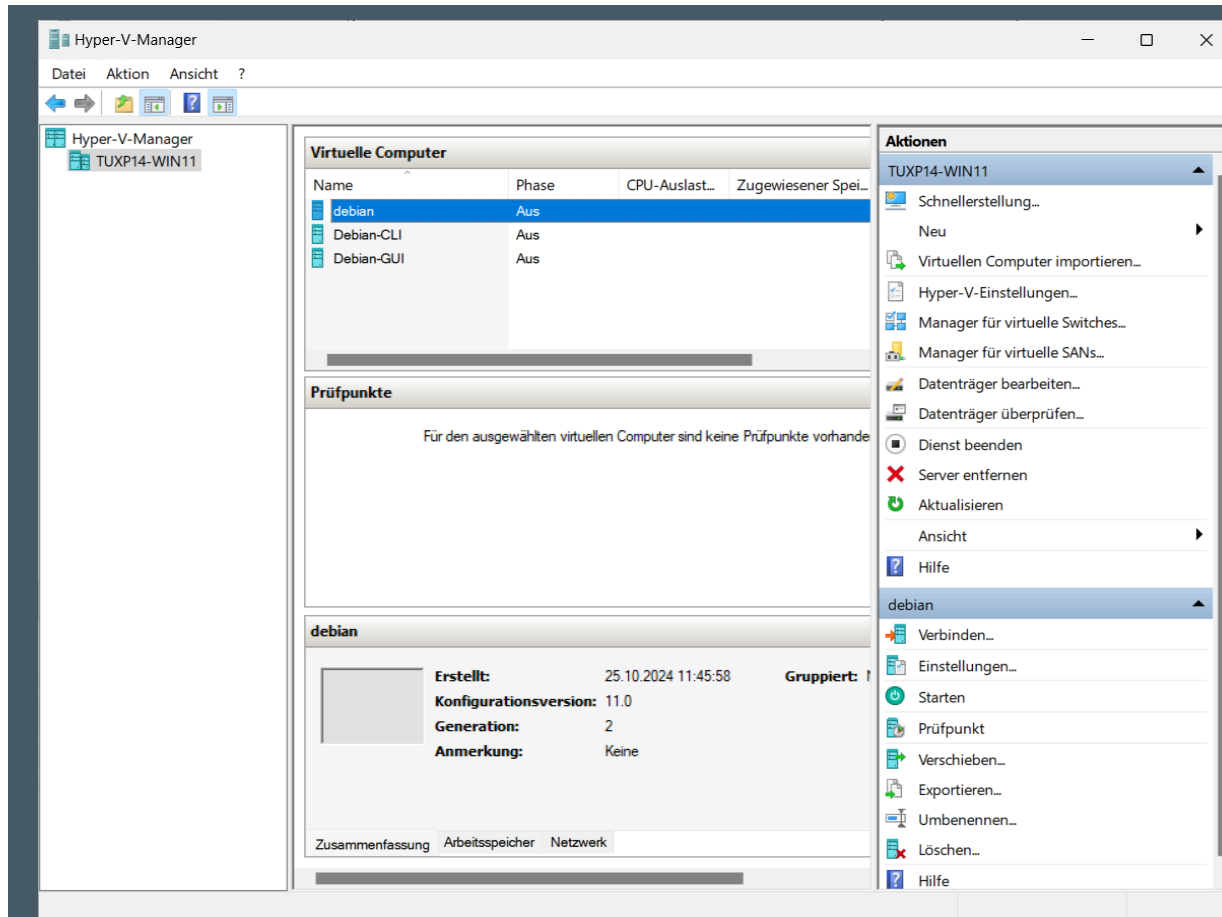 Hyper-V-Manager
Datei Aktion Ansicht ?
Hyper-V-Manager
TUXP14-WIN11
Virtuelle Computer
Name Phase CPU-Auslast... Zugewiesener Spei...
debian Aus
Debian-CLI Aus
Debian-GUI Aus
Prüfpunkte
Für den ausgewählten virtuellen Computer sind keine Prüfpunkte vorhande
debian
Erstellt: 25.10.2024 11:45:58 Gruppiert:
Konfigurationsversion: 11.0
Generation: 2
Anmerkung: Keine
Zusammenfassung Arbeitsspeicher Netzwerk
Aktionen
TUXP14-WIN11
Schnellerstellung...
Neu
Virtuellen Computer importieren...
Hyper-V-Einstellungen...
Manager für virtuelle Switches...
Manager für virtuelle SANs...
Datenträger bearbeiten...
Datenträger überprüfen...
Dienst beenden
Server entfernen
Aktualisieren
Ansicht
Hilfe
debian
Verbinden...
Einstellungen...
Starten
Prüfpunkt
Verschieben...
Exportieren...
Umbenennen...
Löschen...
Hilfe